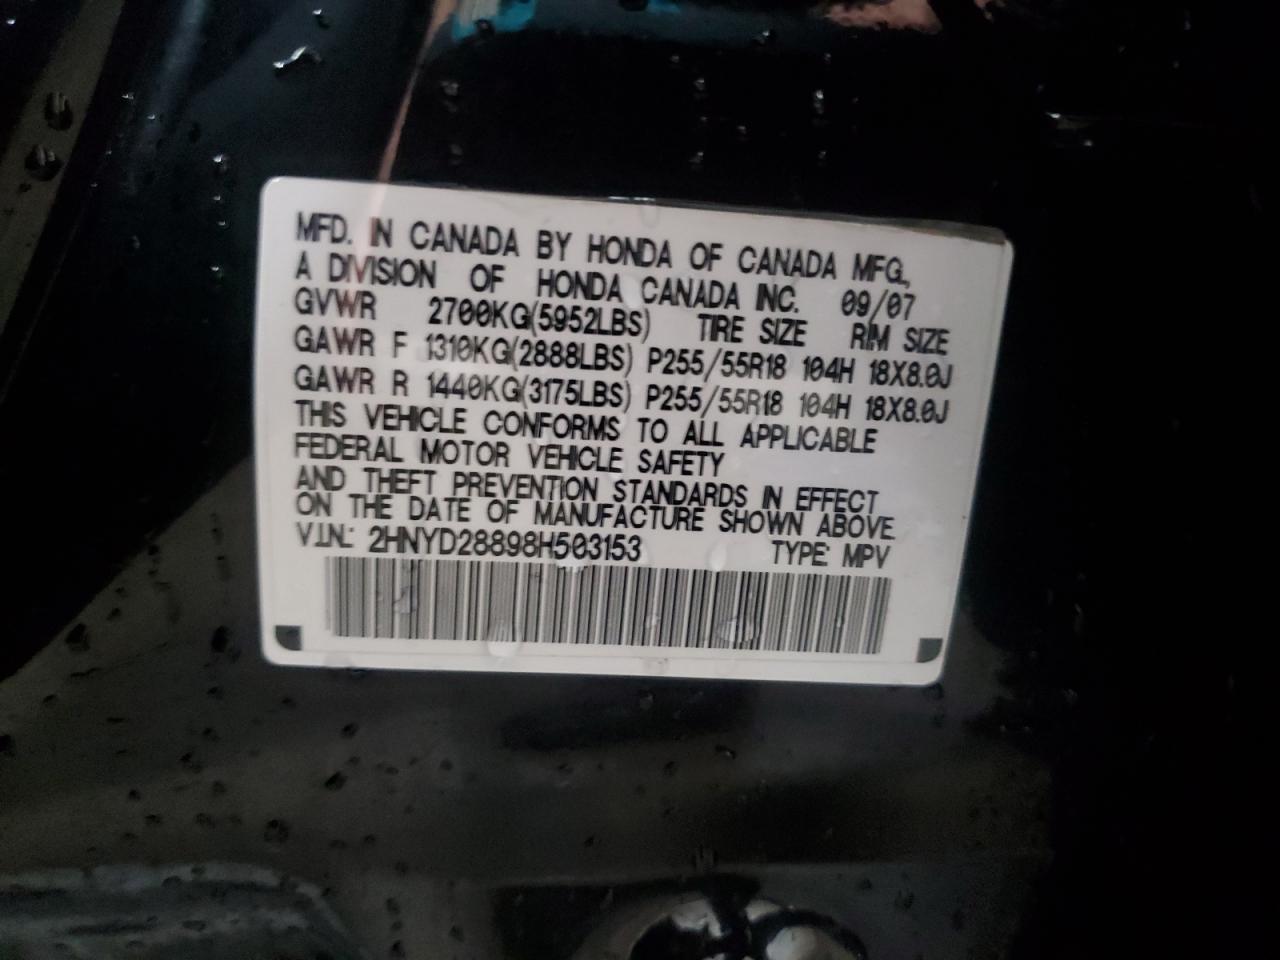 MFD. IN CANADA BY HONDA OF CANADA MFG.,
A DIVISION OF HONDA CANADA INC. 09/07
GVWR 2700KG(5952LBS) TIRE SIZE RIM SIZE
GAWR F 1310KG(2888LBS) P255/55R18 104H 18X8.0J
GAWR R 1440KG(3175LBS) P255/55R18 104H 18X8.0J
THIS VEHICLE CONFORMS TO ALL APPLICABLE
FEDERAL MOTOR VEHICLE SAFETY
AND THEFT PREVENTION STANDARDS IN EFFECT
ON THE DATE OF MANUFACTURE SHOWN ABOVE.
V.I.N.: 2HNYD28898H503153 TYPE: MPV